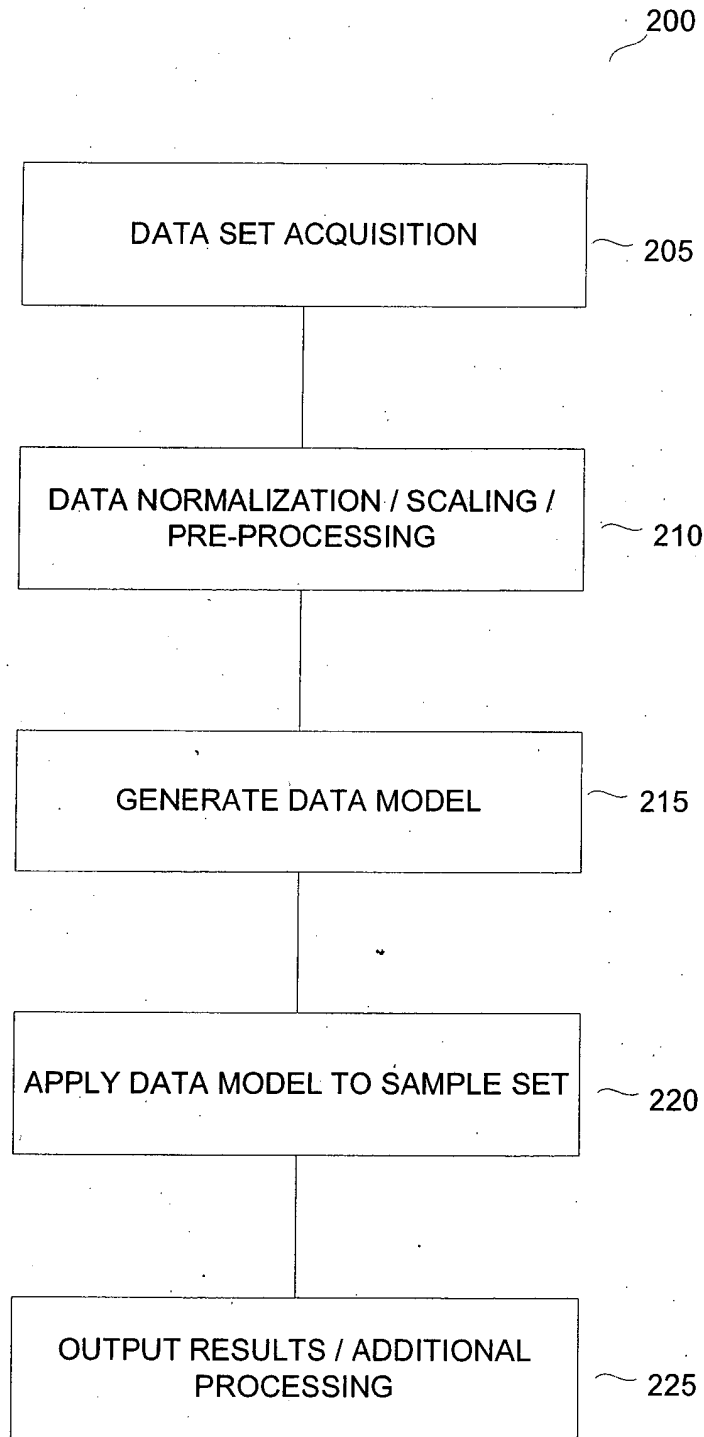 200
DATA SET ACQUISITION
205
DATA NORMALIZATION / SCALING /
PRE-PROCESSING
210
GENERATE DATA MODEL
215
APPLY DATA MODEL TO SAMPLE SET
220
OUTPUT RESULTS / ADDITIONAL
PROCESSING
225